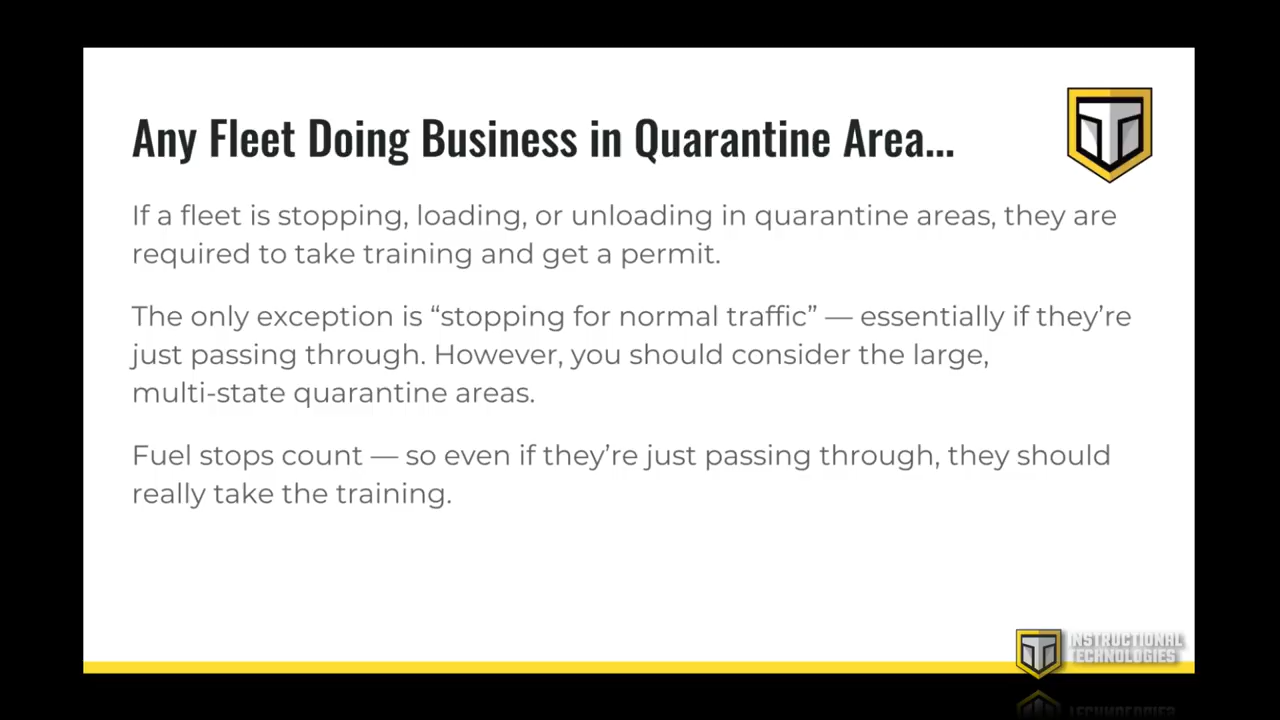 Any Fleet Doing Business in Quarantine Area...
If a fleet is stopping, loading, or unloading in quarantine areas, they are
required to take training and get a permit.
The only exception is “stopping for normal traffic” — essentially if they’re
just passing through. However, you should consider the large,
multi-state quarantine areas.
Fuel stops count — so even if they’re just passing through, they should
really take the training.
INSTRUCTIONAL
TECHNOLOGIES